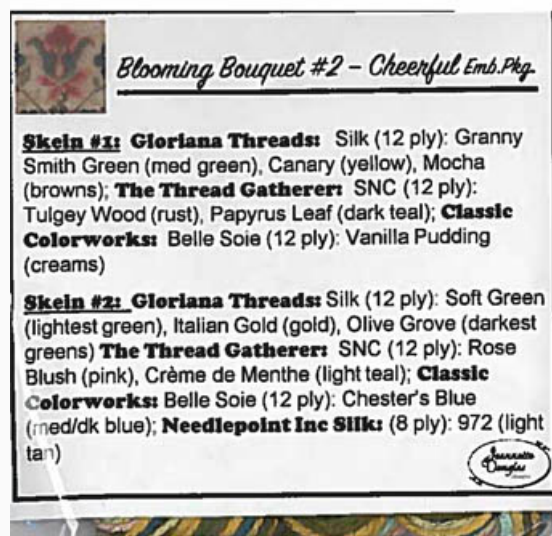 Blooming Bouquet #2 – Cheerful Emb.Pkg.
Skein #1: Gloriana Threads: Silk (12 ply): Granny
Smith Green (med green), Canary (yellow), Mocha
(browns); The Thread Gatherer: SNC (12 ply):
Tulgey Wood (rust), Papyrus Leaf (dark teal); Classic
Colorworks: Belle Soie (12 ply): Vanilla Pudding
(creams)
Skein #2: Gloriana Threads: Silk (12 ply): Soft Green
(lightest green), Italian Gold (gold), Olive Grove (darkest
greens) The Thread Gatherer: SNC (12 ply): Rose
Blush (pink), Crème de Menthe (light teal); Classic
Colorworks: Belle Soie (12 ply): Chester's Blue
(med/dk blue); Needlepoint Inc Silk: (8 ply): 972 (light
tan)
Jeannette
Douglas